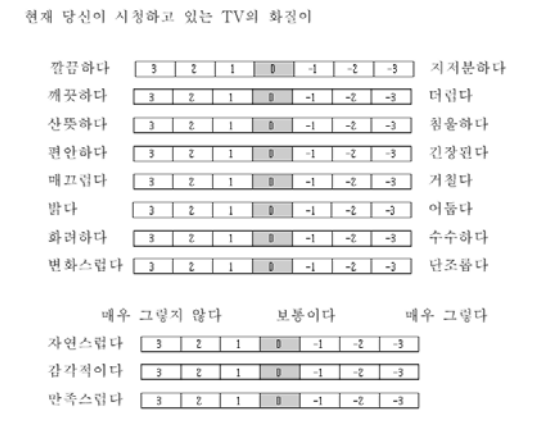 현재 당신이 시청하고 있는 TV의 화질이
깔끔하다 3 2 1 0 -1 -2 -3 지저분하다
깨끗하다 3 2 1 0 -1 -2 -3 더럽다
산뜻하다 3 2 1 0 -1 -2 -3 침울하다
편안하다 3 2 1 0 -1 -2 -3 긴장된다
매끄럽다 3 2 1 0 -1 -2 -3 거칠다
밝다 3 2 1 0 -1 -2 -3 어둡다
화려하다 3 2 1 0 -1 -2 -3 수수하다
변화스럽다 3 2 1 0 -1 -2 -3 단조롭다
매우 그렇지 않다 보통이다 매우 그렇다
자연스럽다 3 2 1 0 -1 -2 -3
감각적이다 3 2 1 0 -1 -2 -3
만족스럽다 3 2 1 0 -1 -2 -3